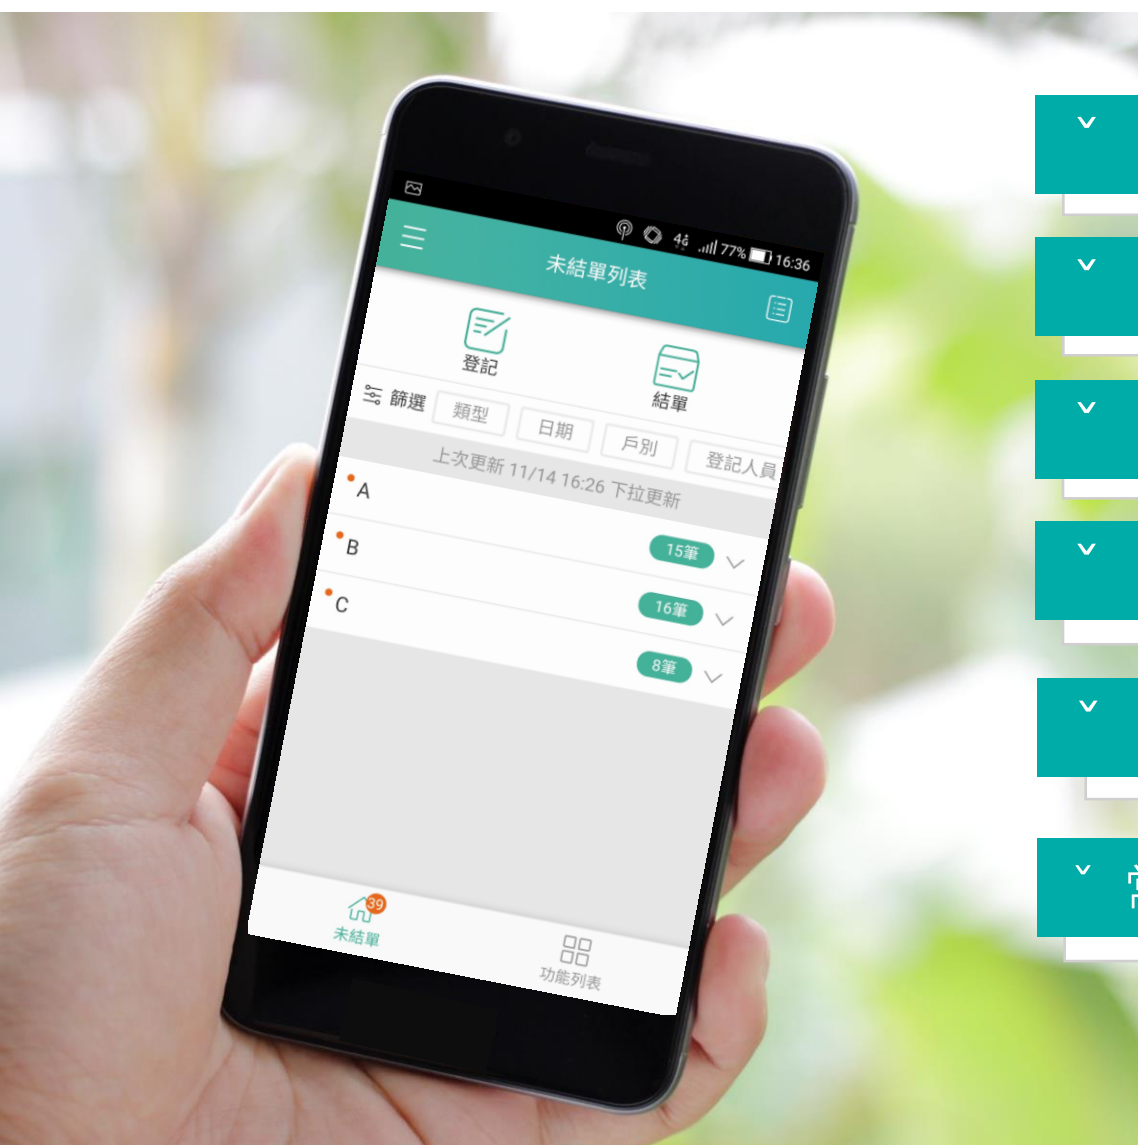 4G 77% 16:36
未結單列表
登記
結單
篩選 類型 日期 戶別 登記人員
上次更新 11/14 16:26 下拉更新
A 15筆
B 16筆
C 8筆
39
未結單
功能列表